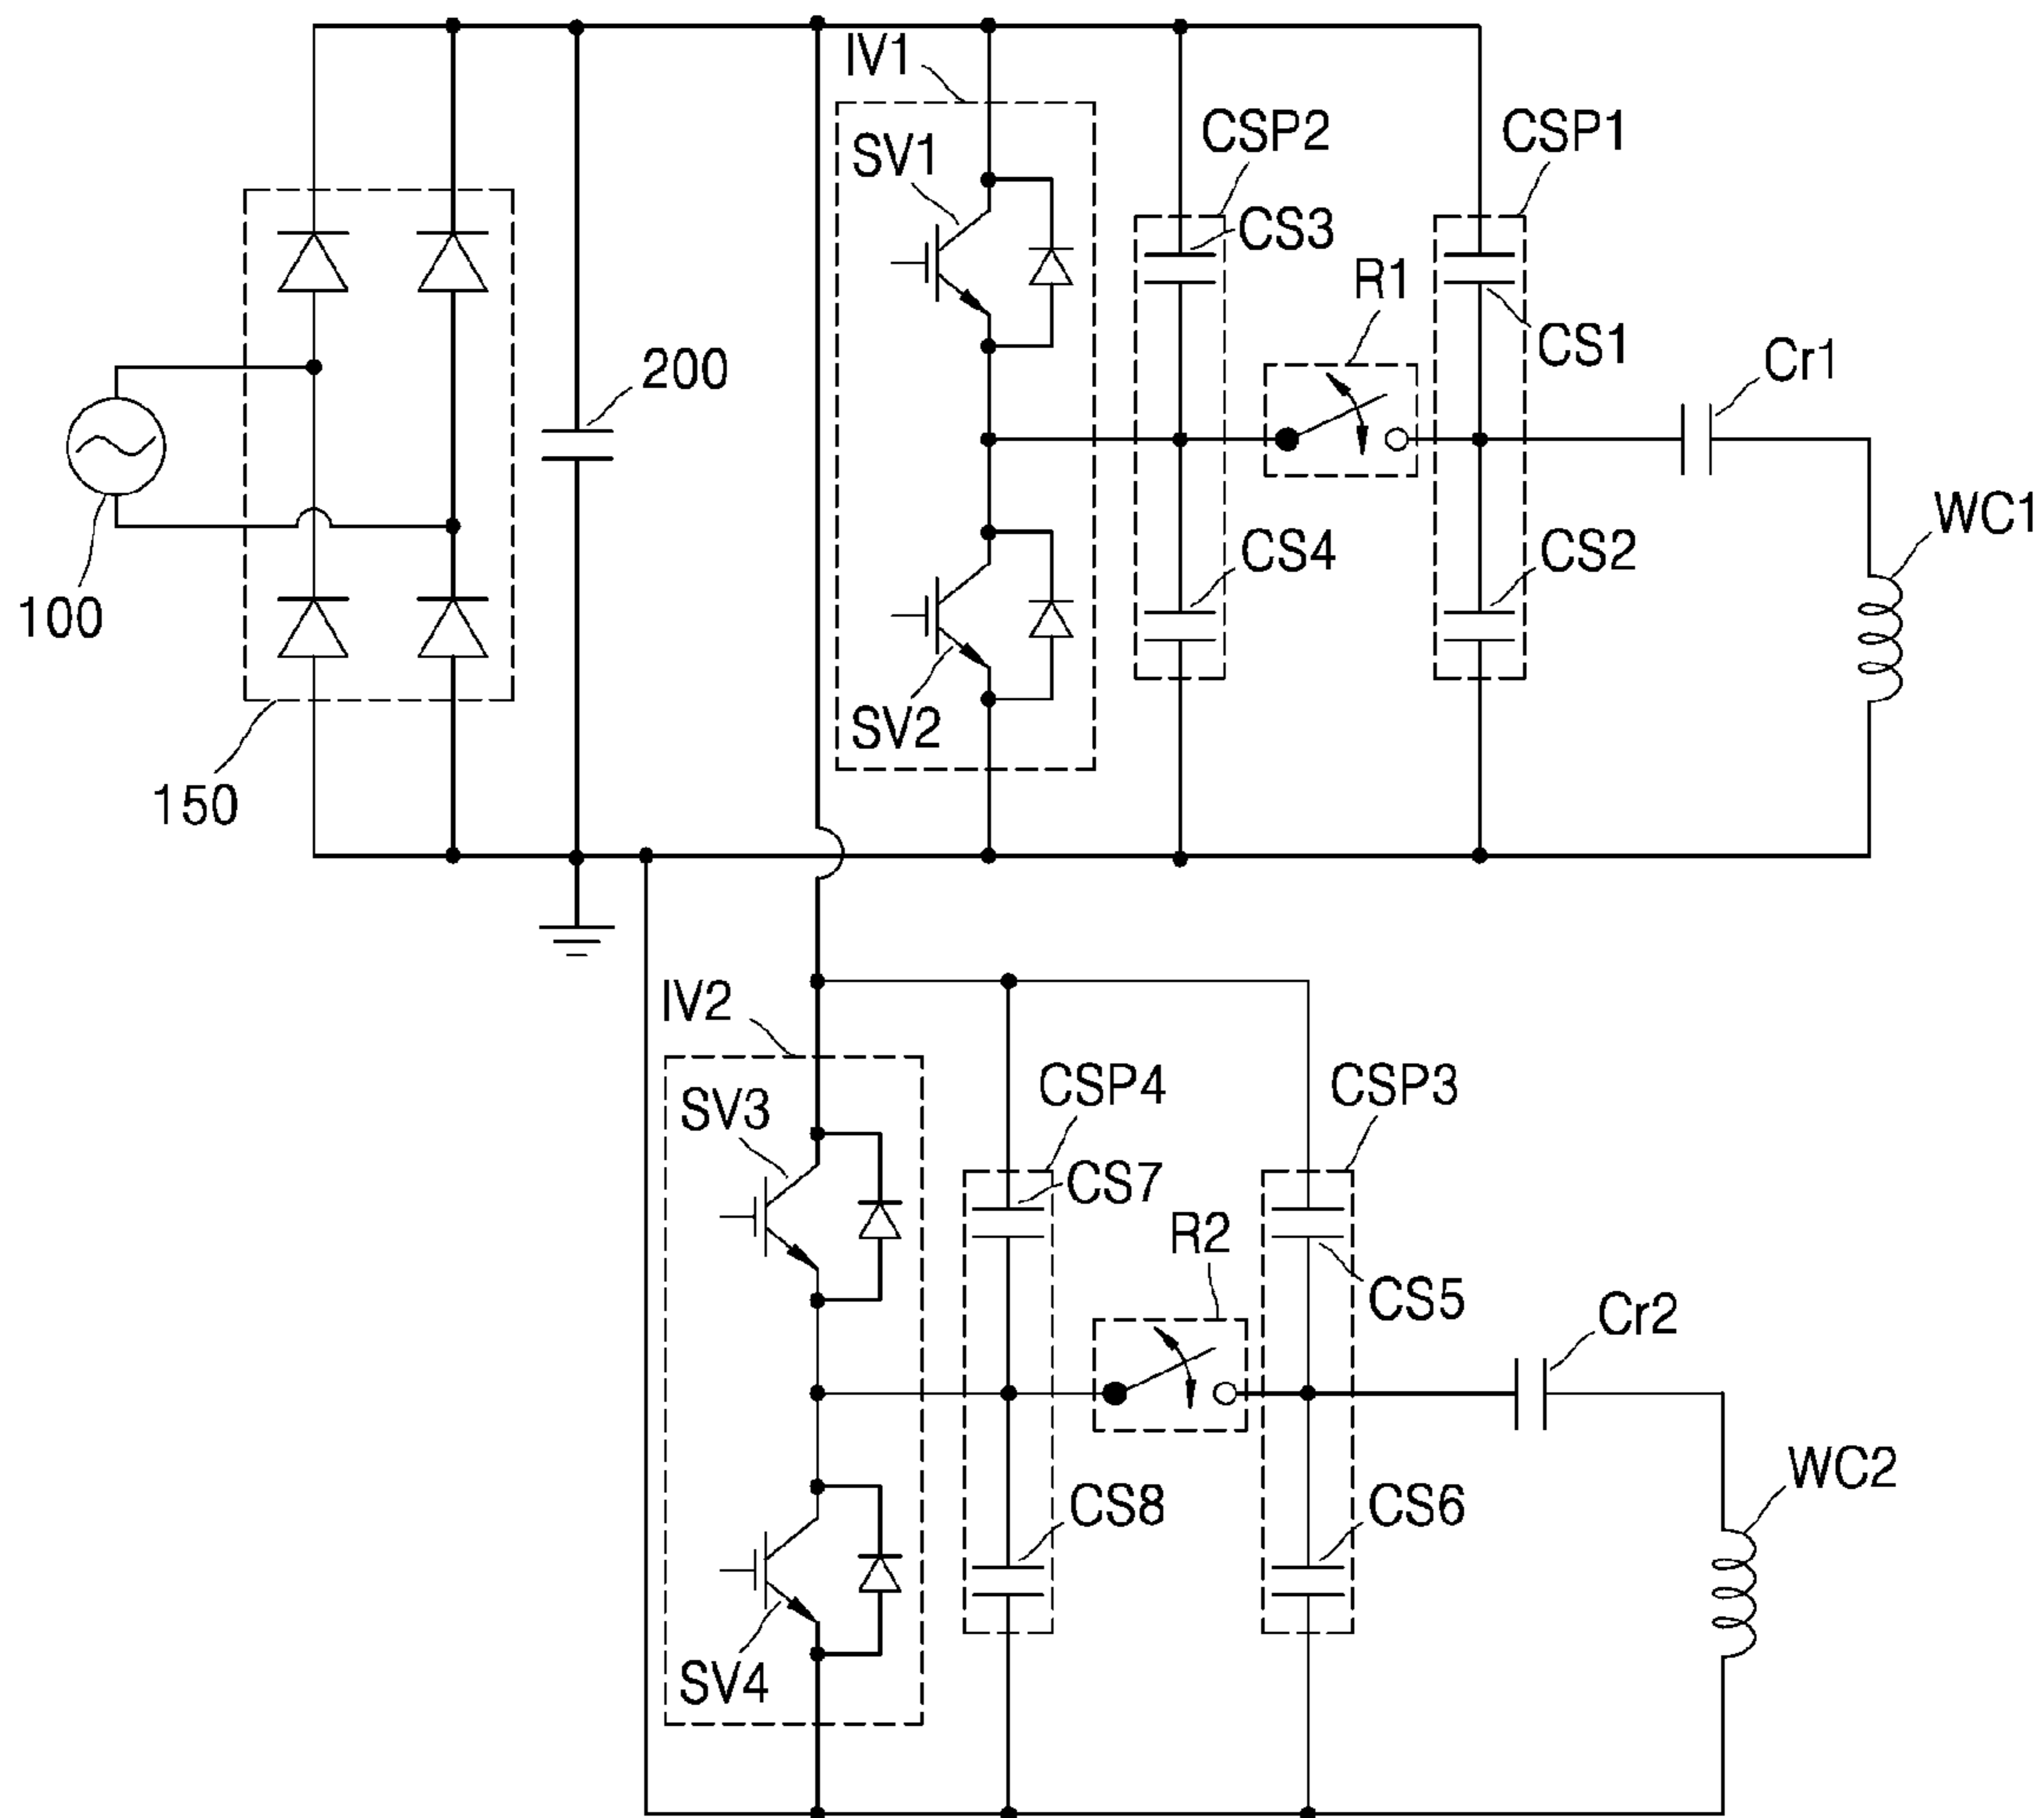 IV1
CSP2
CSP1
SV1
CS3
R1
CS1
Cr1
200
WC1
CS4
CS2
100
SV2
150
IV2
CSP4
CSP3
SV3
CS7
R2
CS5
Cr2
WC2
CS8
CS6
SV4